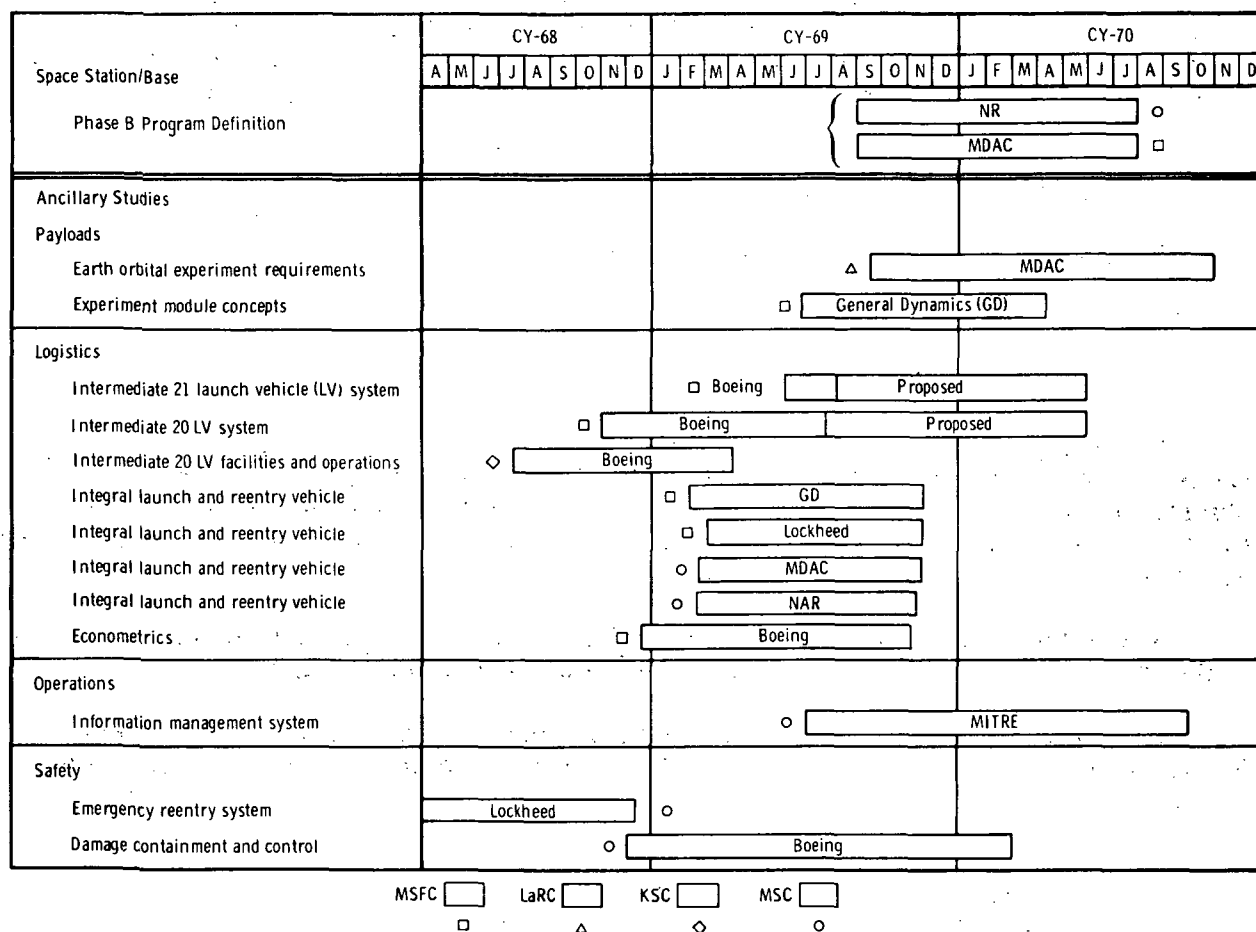 CY-68 CY-69 CY-70
Space Station/Base A M J J A S O N D J F M A M J J A S O N D J F M A M J J A S O N D
NR
Phase B Program Definition
MDAC
Ancillary Studies
Payloads
Earth orbital experiment requirements MDAC
Experiment module concepts General Dynamics (GD)
Logistics
Intermediate 21 launch vehicle (LV) system Boeing Proposed
Intermediate 20 LV system Boeing Proposed
Intermediate 20 LV facilities and operations Boeing
Integral launch and reentry vehicle GD
Integral launch and reentry vehicle Lockheed
Integral launch and reentry vehicle MDAC
Integral launch and reentry vehicle NAR
Econometrics Boeing
Operations
Information management system MITRE
Safety
Emergency reentry system Lockheed
Damage containment and control Boeing
MSFC LaRC KSC MSC